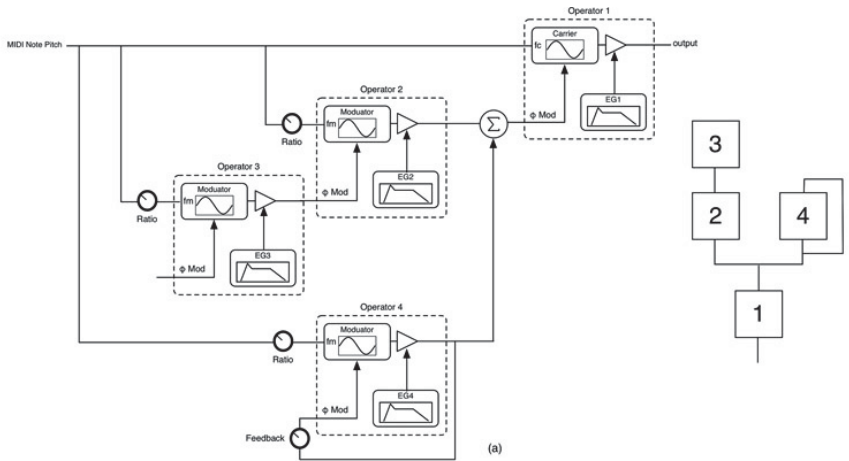 Operator 1
MIDI Note Pitch
fc
Carrier
output
EG1
ϕ Mod
Operator 2
Ratio
fm
Moduator
Σ
EG2
ϕ Mod
Operator 3
Ratio
fm
Moduator
EG3
ϕ Mod
Operator 4
Ratio
fm
Moduator
EG4
ϕ Mod
Feedback
(a)
3
2
4
1